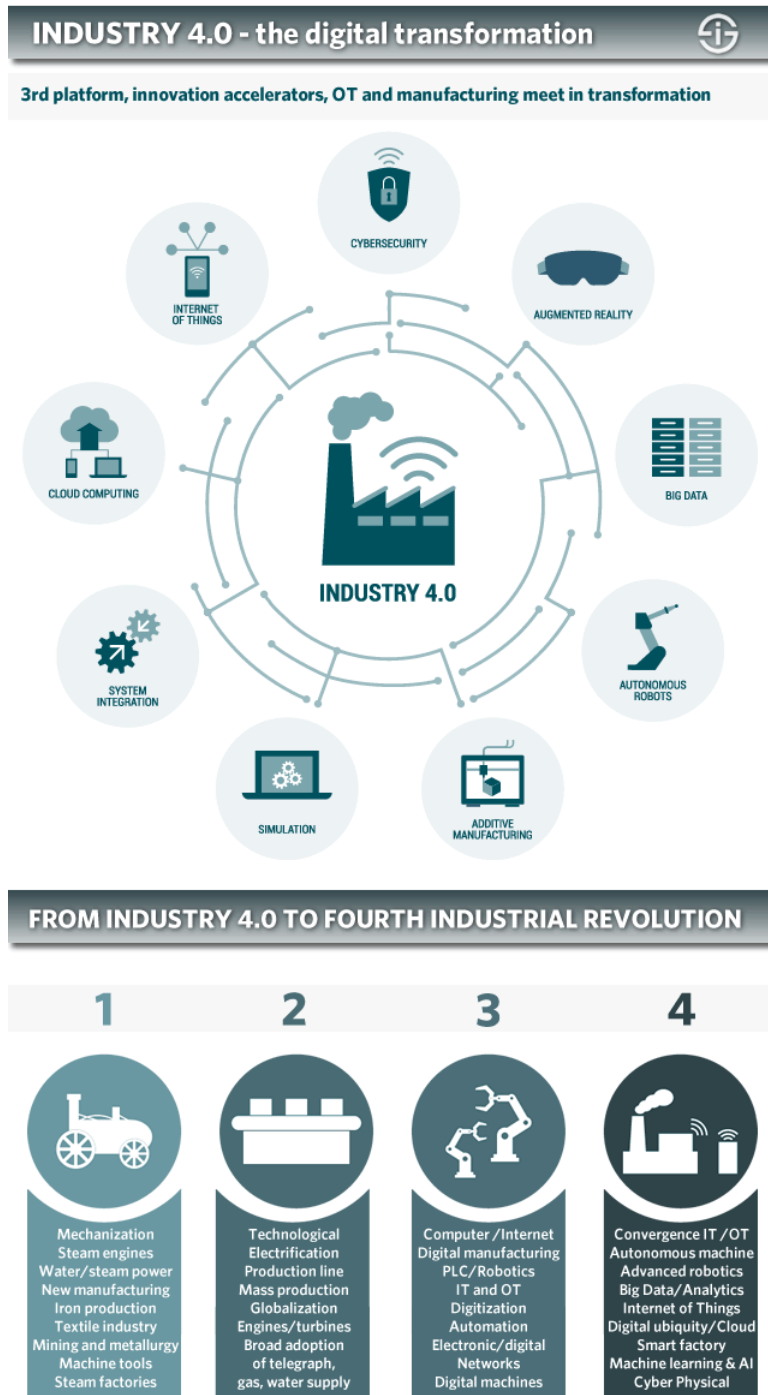 INDUSTRY 4.0 - the digital transformation
3rd platform, innovation accelerators, OT and manufacturing meet in transformation
CYBERSECURITY
INTERNET
OF THINGS
AUGMENTED REALITY
CLOUD COMPUTING
BIG DATA
INDUSTRY 4.0
SYSTEM
INTEGRATION
AUTONOMOUS
ROBOTS
SIMULATION
ADDITIVE
MANUFACTURING
FROM INDUSTRY 4.0 TO FOURTH INDUSTRIAL REVOLUTION
1
Mechanization
Steam engines
Water/steam power
New manufacturing
Iron production
Textile industry
Mining and metallurgy
Machine tools
Steam factories
2
Technological
Electrification
Production line
Mass production
Globalization
Engines/turbines
Broad adoption
of telegraph,
gas, water supply
3
Computer /Internet
Digital manufacturing
PLC/Robotics
IT and OT
Digitization
Automation
Electronic/digital
Networks
Digital machines
4
Convergence IT /OT
Autonomous machine
Advanced robotics
Big Data/Analytics
Internet of Things
Digital ubiquity/Cloud
Smart factory
Machine learning & AI
Cyber Physical